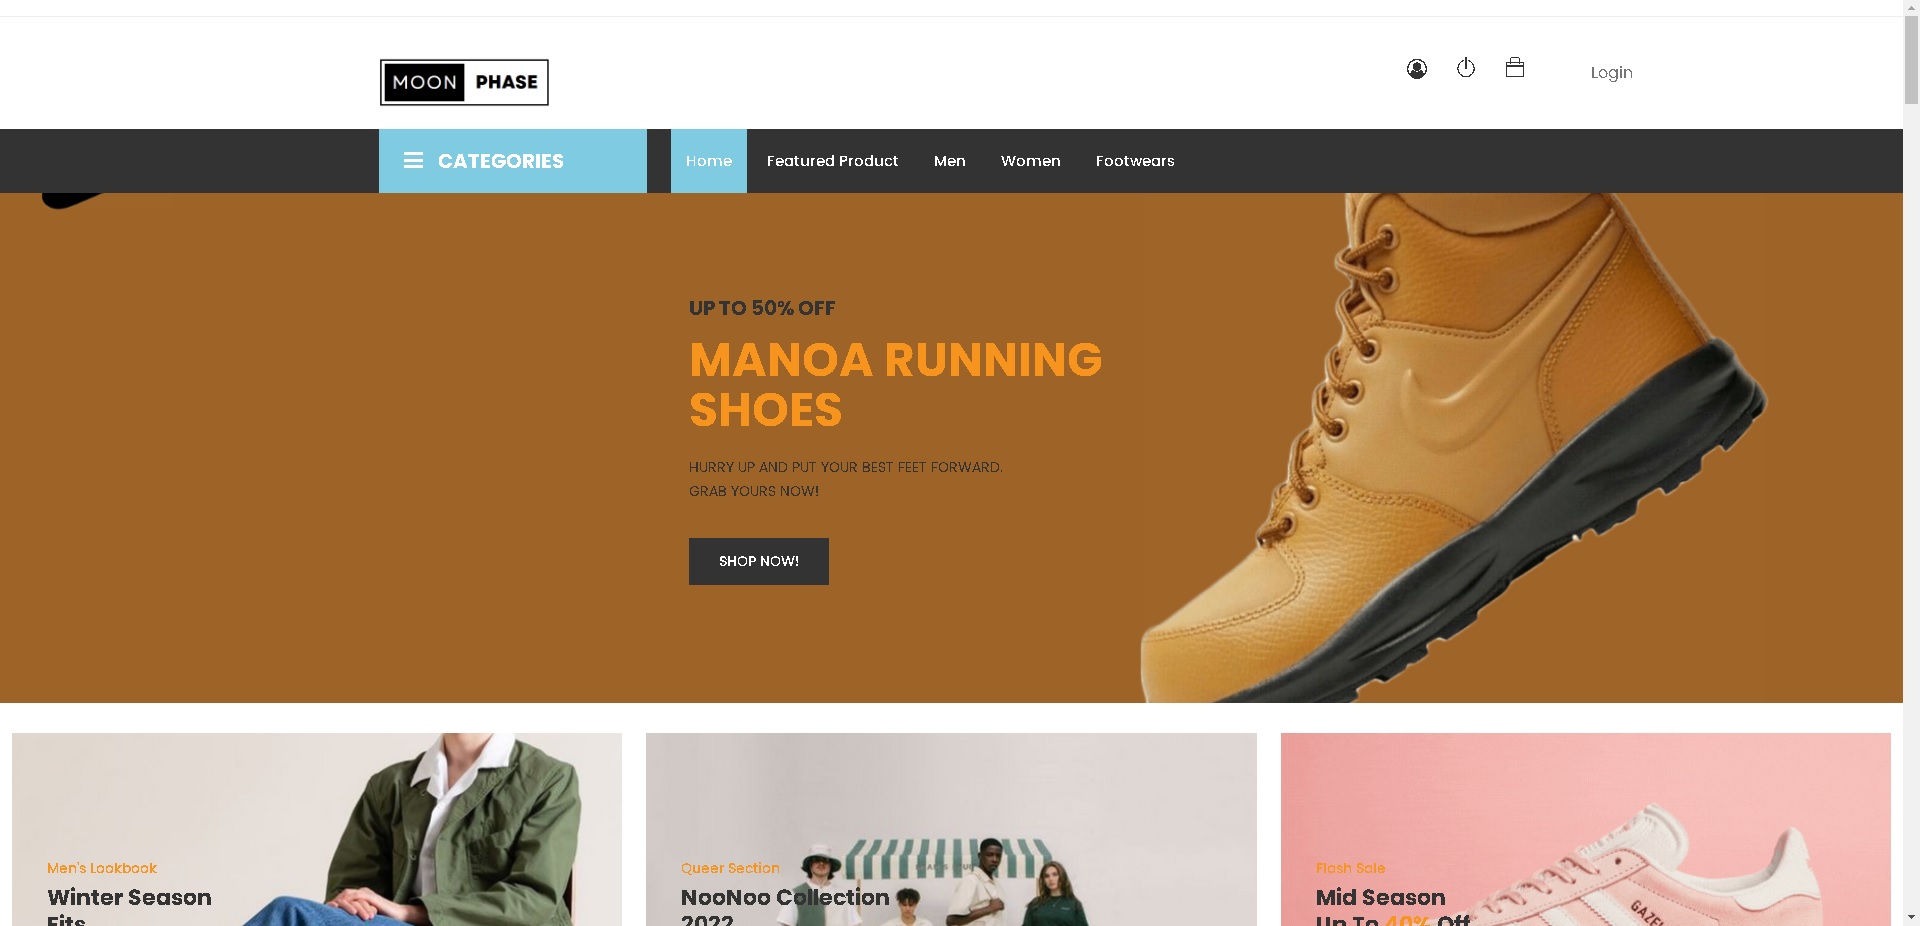 MOON PHASE
Login
CATEGORIES
Home Featured Product Men Women Footwears
UP TO 50% OFF
MANOA RUNNING
SHOES
HURRY UP AND PUT YOUR BEST FEET FORWARD.
GRAB YOURS NOW!
SHOP NOW!
Men's Lookbook
Winter Season
Fits
Queer Section
NooNoo Collection
2022
Flash Sale
Mid Season
Up To 40% Off